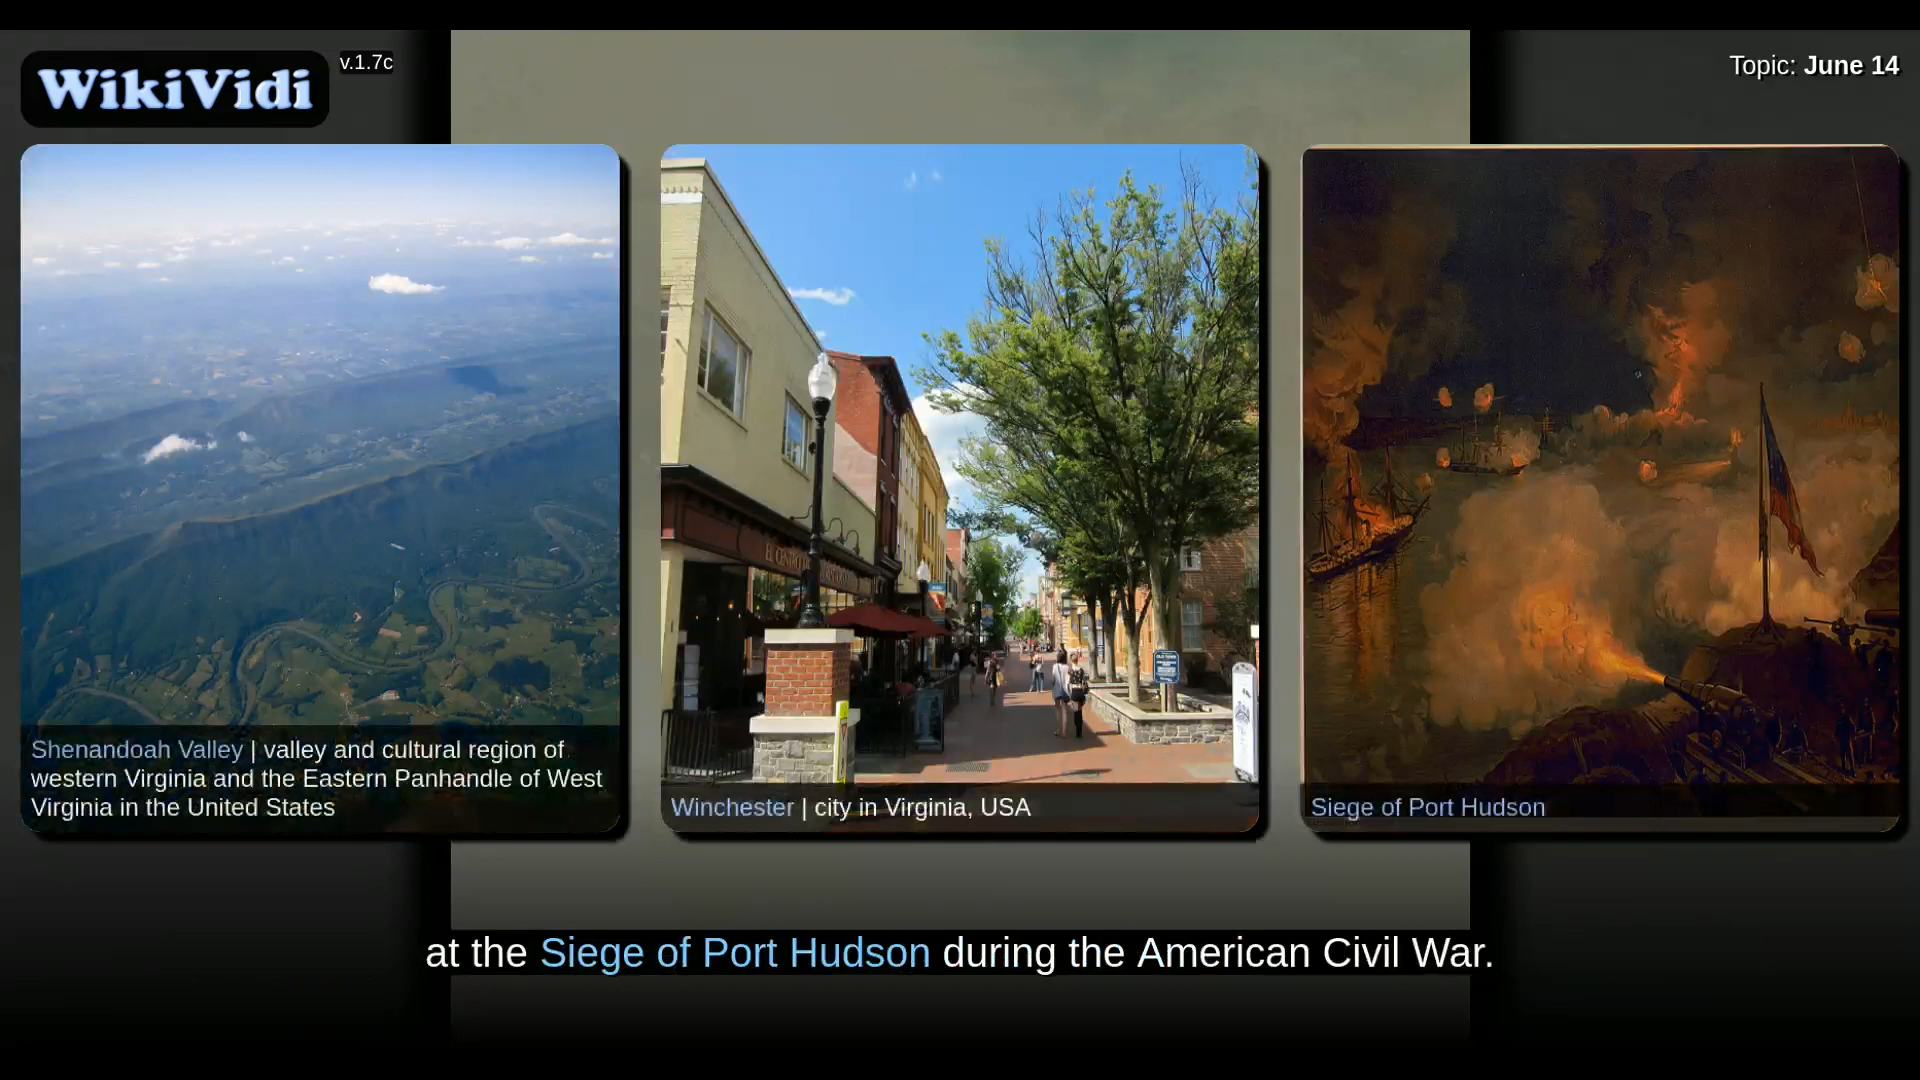 WikiVidi
v.1.7c
Topic: June 14
Shenandoah Valley | valley and cultural region of
western Virginia and the Eastern Panhandle of West
Virginia in the United States
Winchester | city in Virginia, USA
Siege of Port Hudson
at the Siege of Port Hudson during the American Civil War.